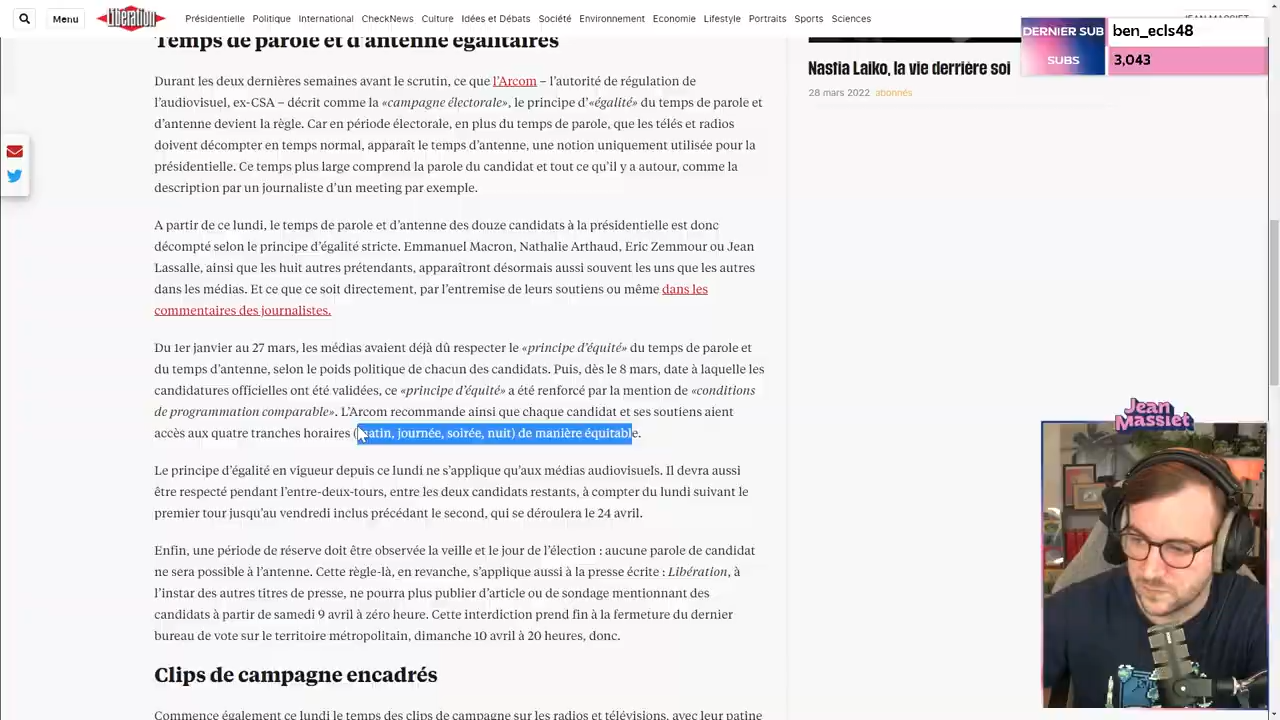 Menu
Libération
Présidentielle Politique International CheckNews Culture Idées et Débats Société Environnement Economie Lifestyle Portraits Sports Sciences
JEAN MASSIET
DERNIER SUB
ben_ecls48
SUBS
3,043
Temps de parole et d'antenne égalitaires
Durant les deux dernières semaines avant le scrutin, ce que l'Arcom – l'autorité de régulation de
l'audiovisuel, ex-CSA – décrit comme la «campagne électorale», le principe d'«égalité» du temps de parole et
d'antenne devient la règle. Car en période électorale, en plus du temps de parole, que les télés et radios
doivent décompter en temps normal, apparaît le temps d'antenne, une notion uniquement utilisée pour la
présidentielle. Ce temps plus large comprend la parole du candidat et tout ce qu'il y a autour, comme la
description par un journaliste d'un meeting par exemple.
A partir de ce lundi, le temps de parole et d'antenne des douze candidats à la présidentielle est donc
décompté selon le principe d'égalité stricte. Emmanuel Macron, Nathalie Arthaud, Eric Zemmour ou Jean
Lassalle, ainsi que les huit autres prétendants, apparaîtront désormais aussi souvent les uns que les autres
dans les médias. Et ce que ce soit directement, par l'entremise de leurs soutiens ou même dans les
commentaires des journalistes.
Du 1er janvier au 27 mars, les médias avaient déjà dû respecter le «principe d'équité» du temps de parole et
du temps d'antenne, selon le poids politique de chacun des candidats. Puis, dès le 8 mars, date à laquelle les
candidatures officielles ont été validées, ce «principe d'équité» a été renforcé par la mention de «conditions
de programmation comparable». L'Arcom recommande ainsi que chaque candidat et ses soutiens aient
accès aux quatre tranches horaires (matin, journée, soirée, nuit) de manière équitable.
Le principe d'égalité en vigueur depuis ce lundi ne s'applique qu'aux médias audiovisuels. Il devra aussi
être respecté pendant l'entre-deux-tours, entre les deux candidats restants, à compter du lundi suivant le
premier tour jusqu'au vendredi inclus précédant le second, qui se déroulera le 24 avril.
Enfin, une période de réserve doit être observée la veille et le jour de l'élection : aucune parole de candidat
ne sera possible à l'antenne. Cette règle-là, en revanche, s'applique aussi à la presse écrite : Libération, à
l'instar des autres titres de presse, ne pourra plus publier d'article ou de sondage mentionnant des
candidats à partir de samedi 9 avril à zéro heure. Cette interdiction prend fin à la fermeture du dernier
bureau de vote sur le territoire métropolitain, dimanche 10 avril à 20 heures, donc.
Clips de campagne encadrés
Commence également ce lundi le temps des clips de campagne sur les radios et télévisions, avec leur patine
Nastia Laiko, la vie derrière soi
28 mars 2022 abonnés
Jean
Massiet